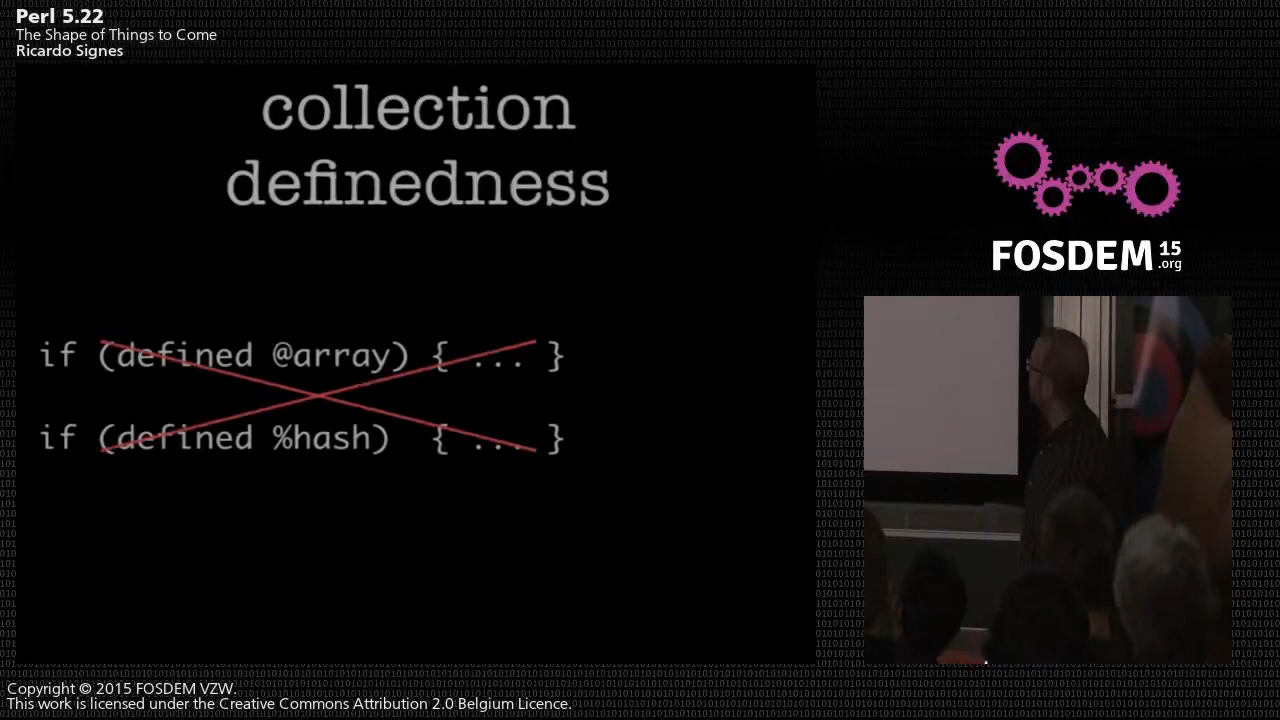 Perl 5.22
The Shape of Things to Come
Ricardo Signes
collection
definedness
if (defined @array) { ... }
if (defined %hash) { ... }
FOSDEM 15
.org
Copyright © 2015 FOSDEM VZW.
This work is licensed under the Creative Commons Attribution 2.0 Belgium Licence.